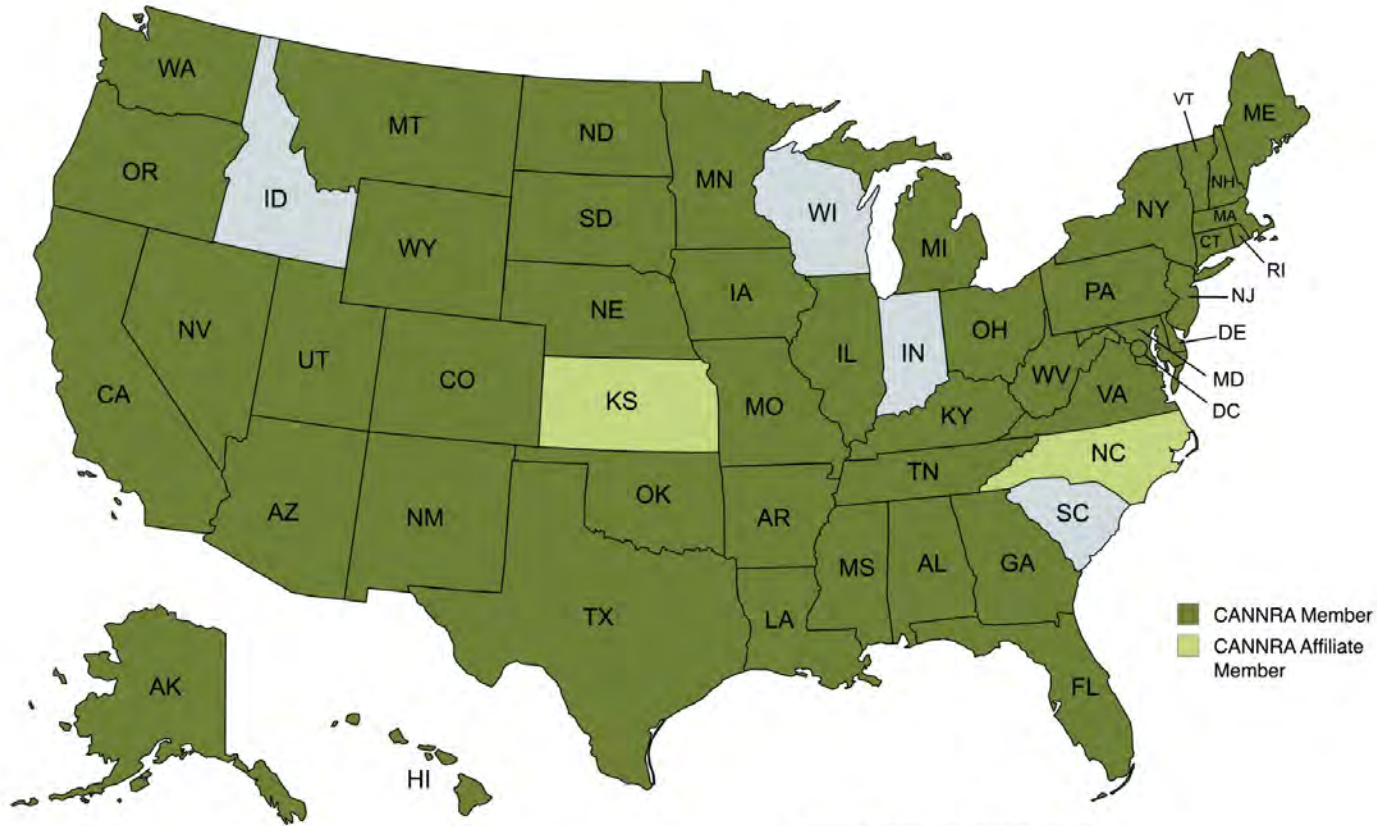 WA
MT
ND
MN
VT
ME
OR
ID
SD
WI
NH
NY
MA
WY
MI
CT
RI
IA
PA
NJ
NE
NV
OH
DE
UT
IL
IN
CO
WV
MD
CA
KS
MO
VA
DC
KY
NC
TN
OK
AZ
NM
AR
SC
MS
AL
GA
TX
LA
CANNRA Member
CANNRA Affiliate
Member
AK
FL
HI